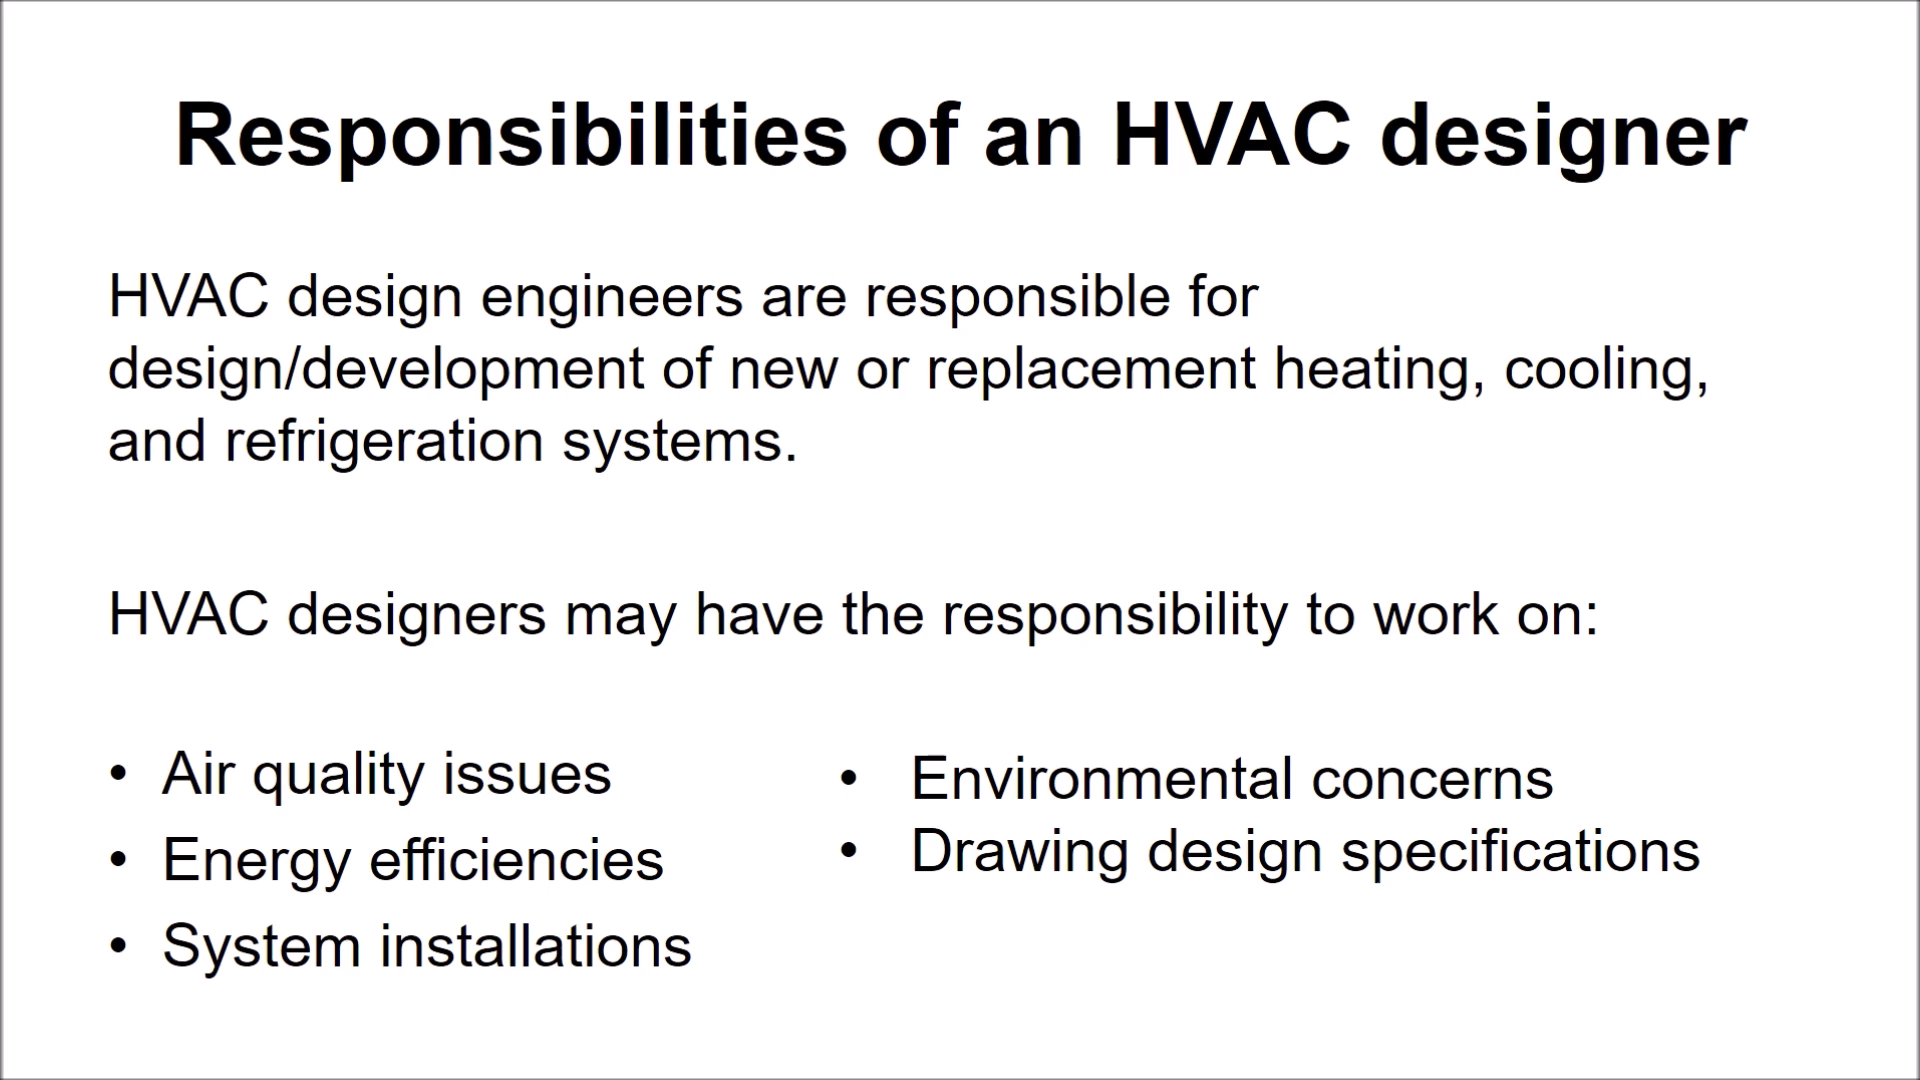 Responsibilities of an HVAC designer
HVAC design engineers are responsible for
design/development of new or replacement heating, cooling,
and refrigeration systems.
HVAC designers may have the responsibility to work on:
• Air quality issues
• Energy efficiencies
• System installations
• Environmental concerns
• Drawing design specifications